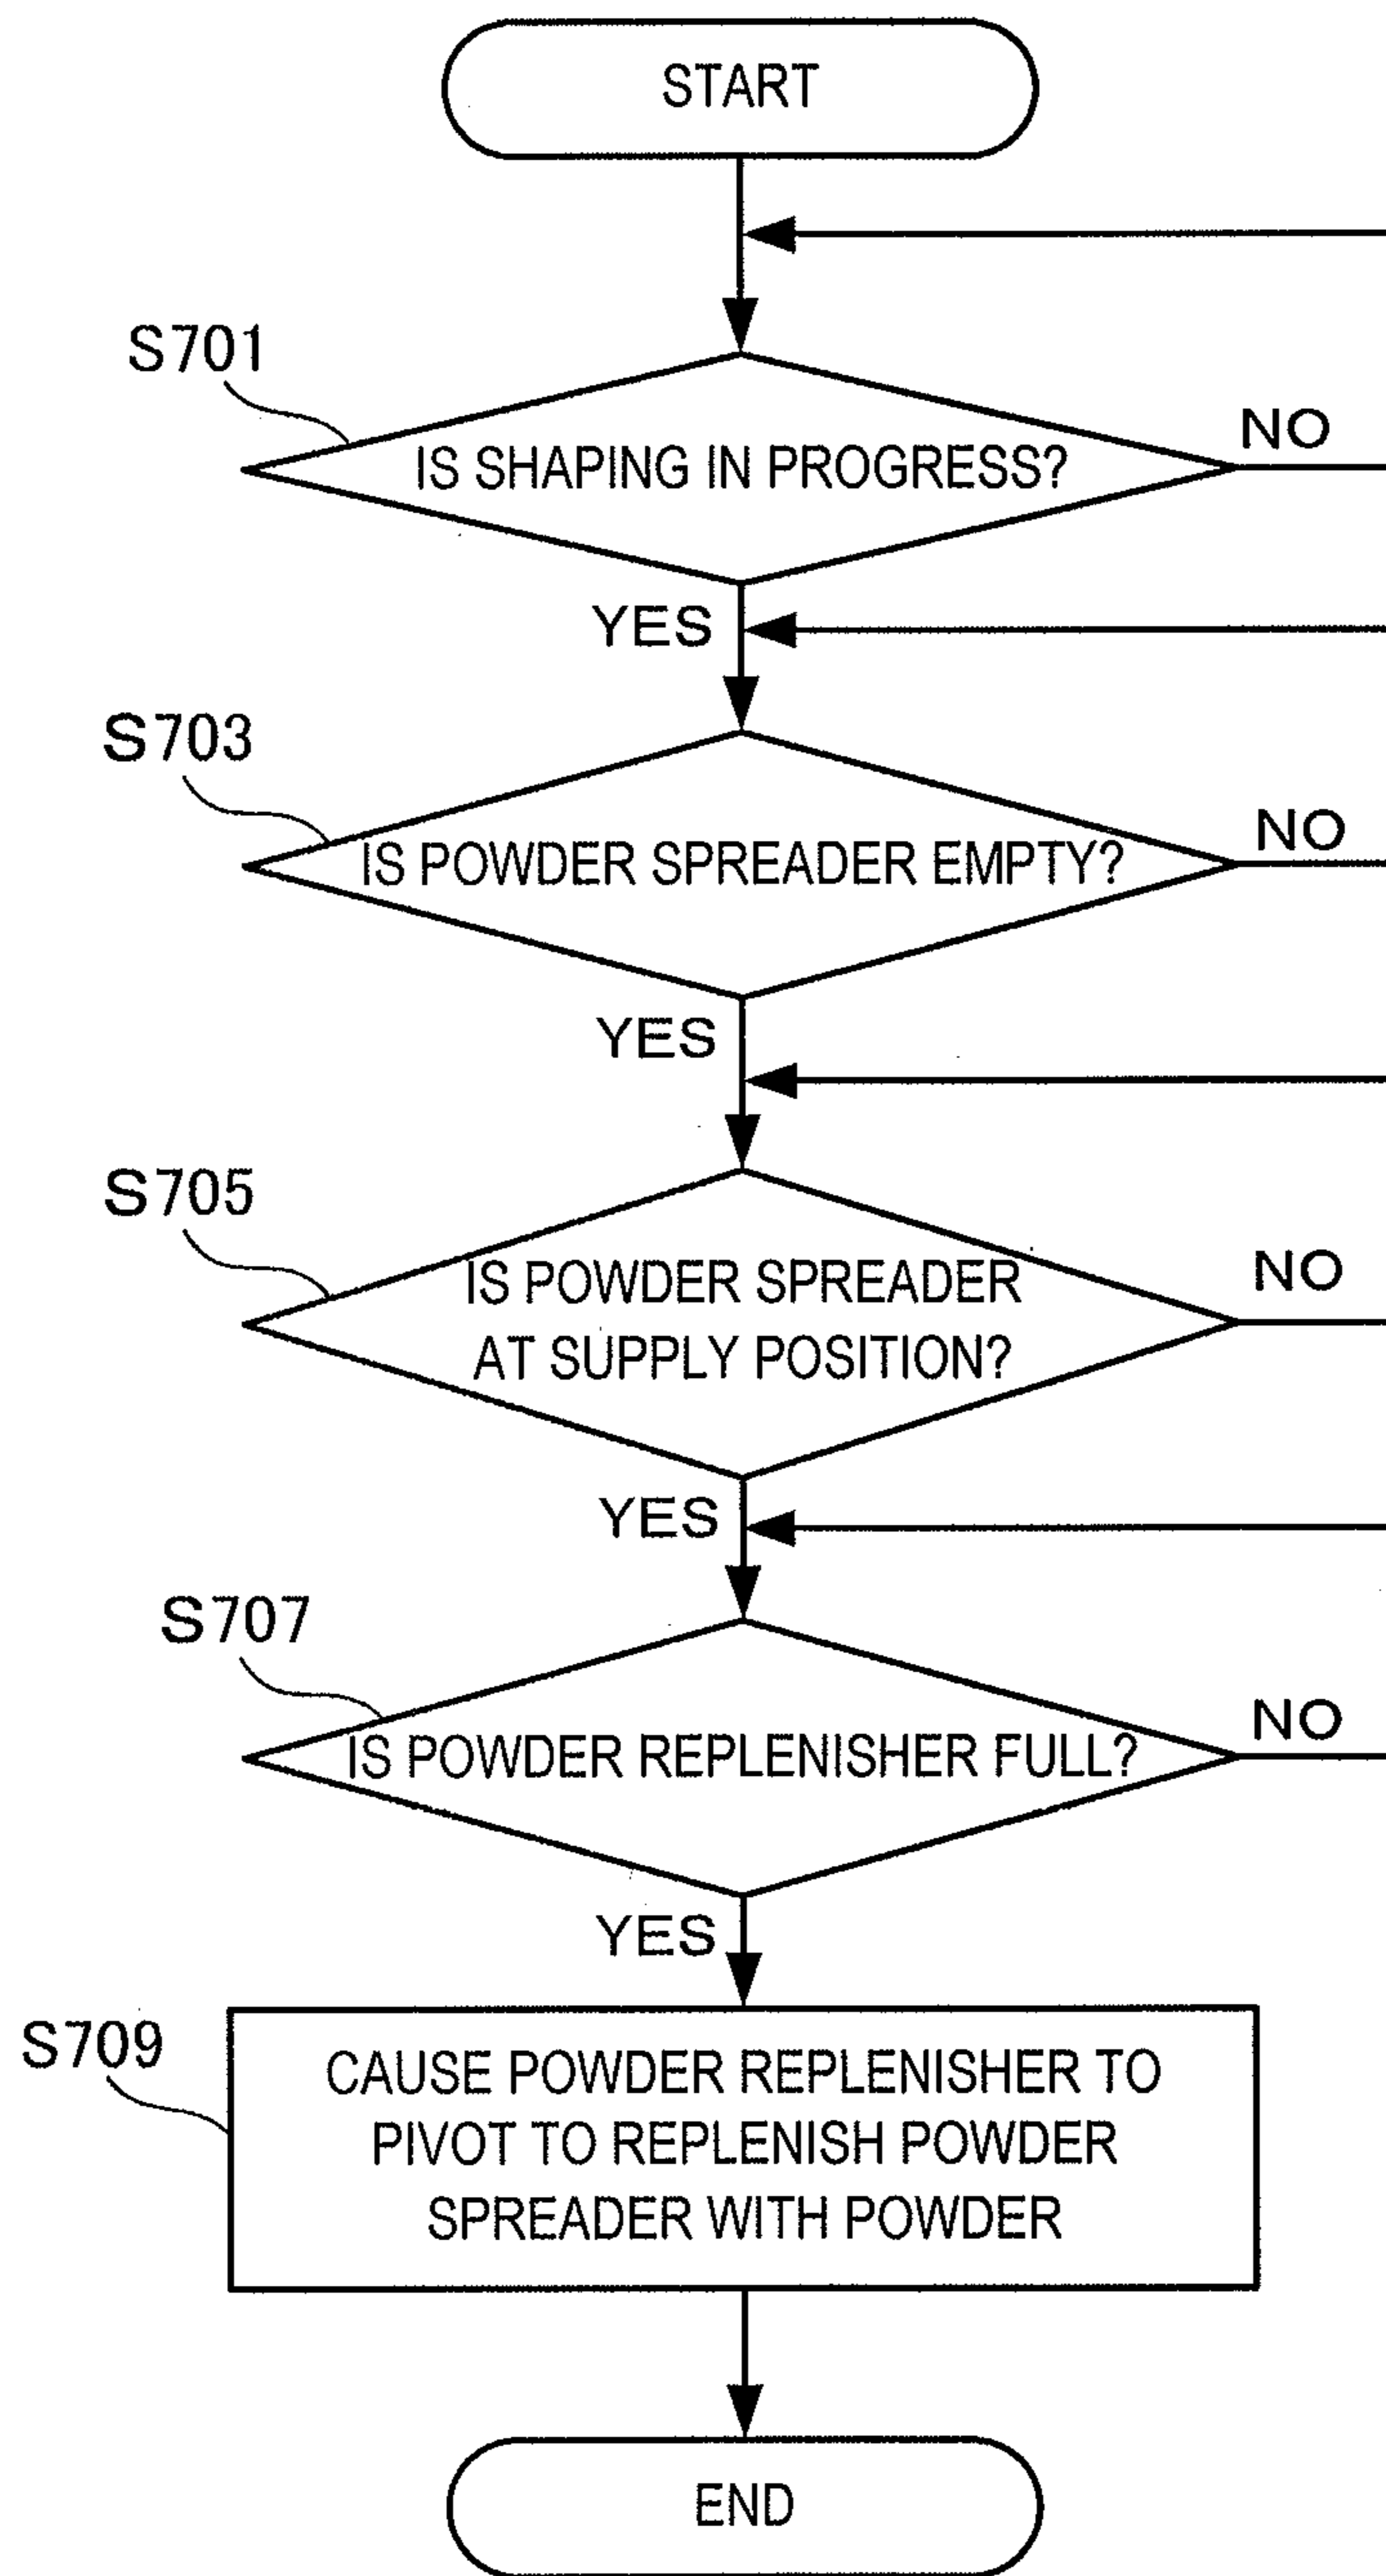 START
S701
IS SHAPING IN PROGRESS?
NO
YES
S703
IS POWDER SPREADER EMPTY?
NO
YES
S705
IS POWDER SPREADER
AT SUPPLY POSITION?
NO
YES
S707
IS POWDER REPLENISHER FULL?
NO
YES
S709
CAUSE POWDER REPLENISHER TO
PIVOT TO REPLENISH POWDER
SPREADER WITH POWDER
END